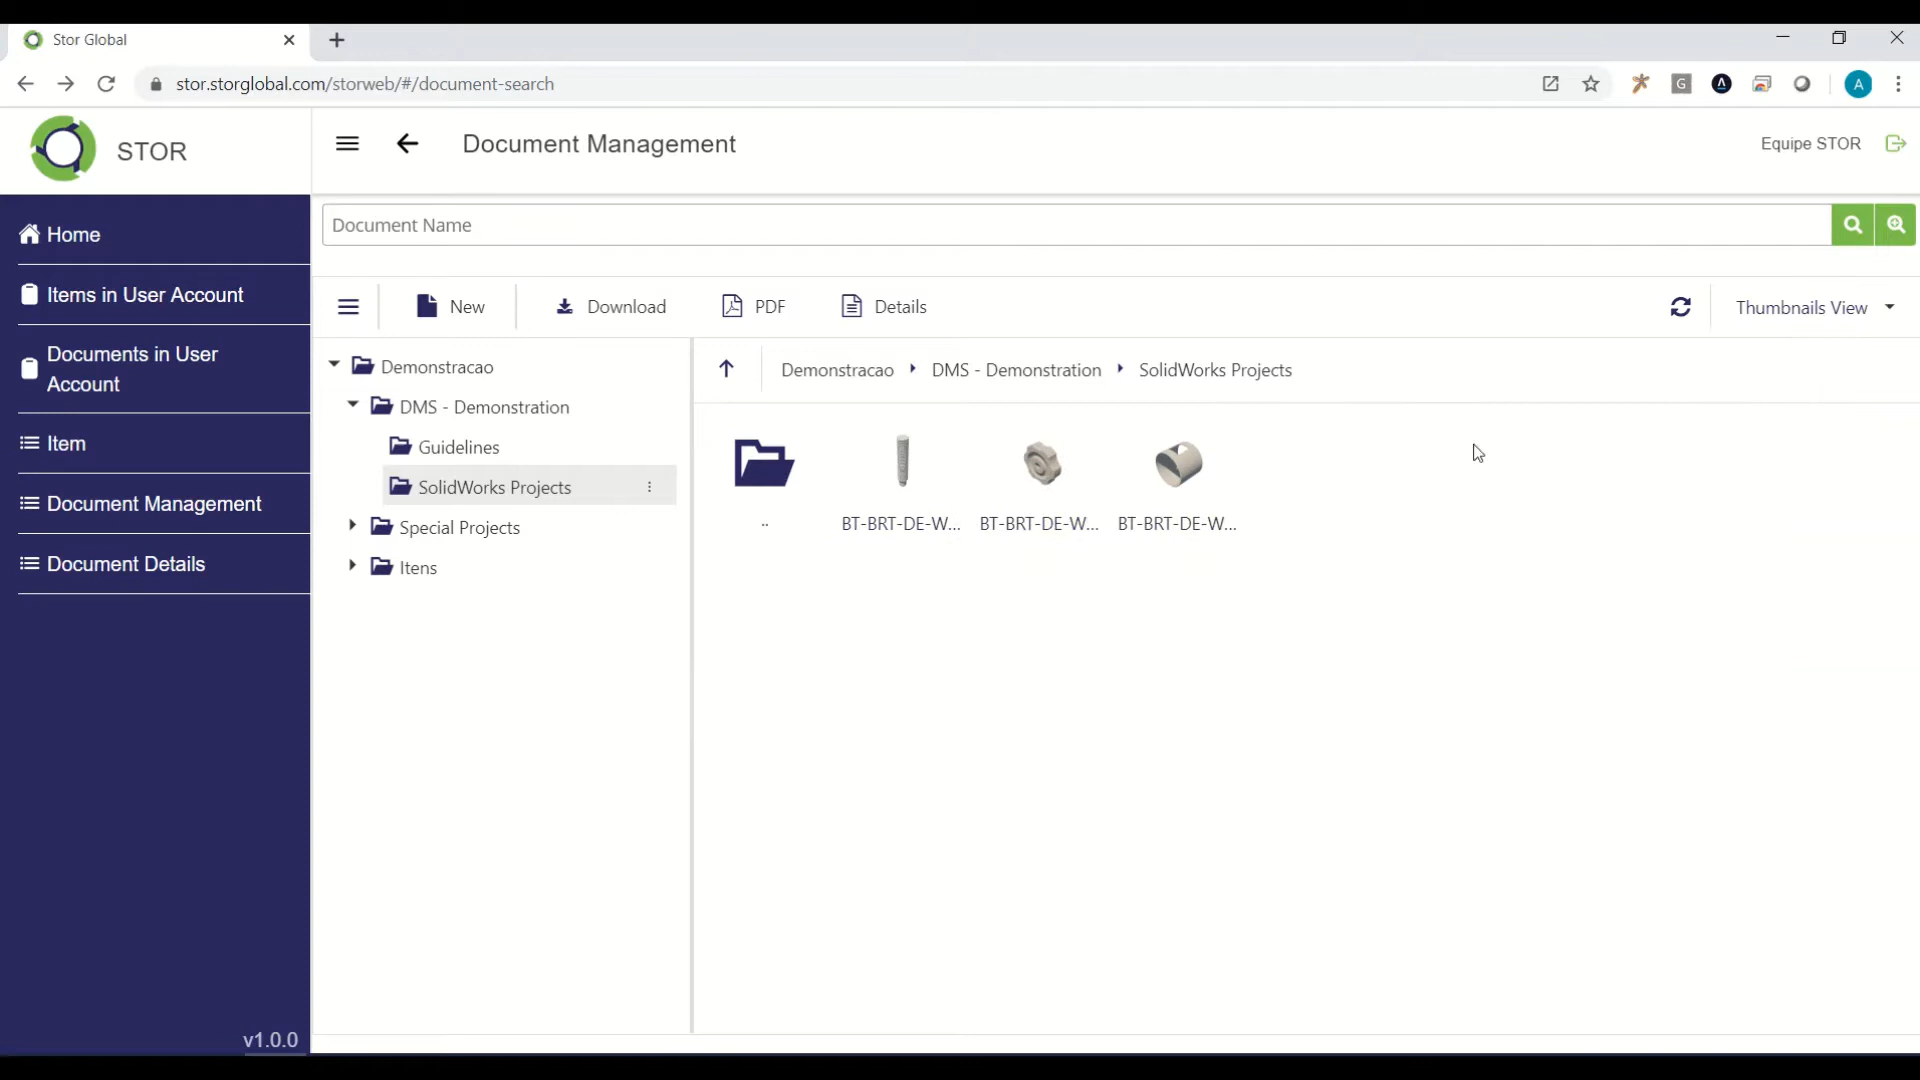 Stor Global
stor.storglobal.com/storweb/#/document-search
G
A
STOR
Document Management
Equipe STOR
Home
Items in User Account
Documents in User
Account
Item
Document Management
Document Details
v1.0.0
Document Name
New
Download
PDF
Details
Thumbnails View
Demonstracao
DMS - Demonstration
Guidelines
SolidWorks Projects
Special Projects
Itens
Demonstracao
DMS - Demonstration
SolidWorks Projects
..
BT-BRT-DE-W...
BT-BRT-DE-W...
BT-BRT-DE-W...